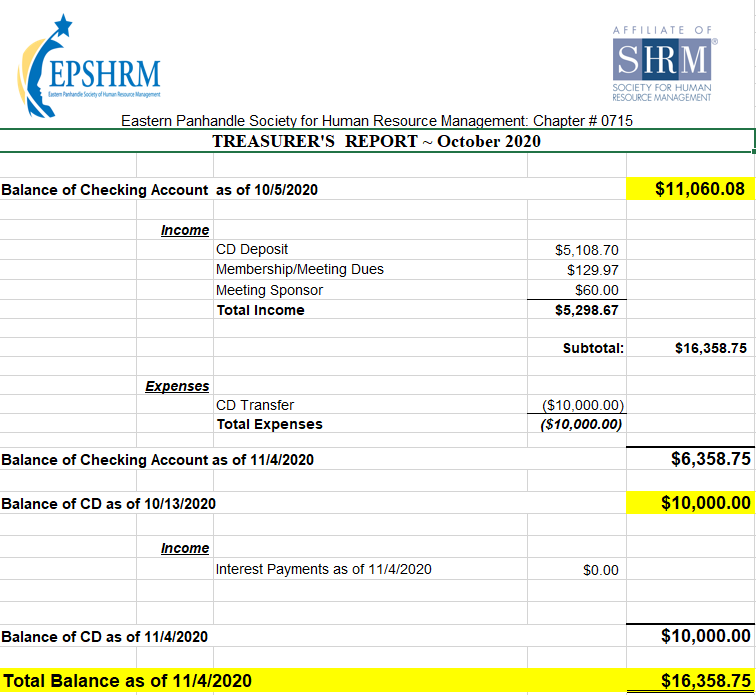 EPSHRM
Eastern Panhandle Society of Human Resource Management
AFFILIATE OF
SHRM®
SOCIETY FOR HUMAN
RESOURCE MANAGEMENT
Eastern Panhandle Society for Human Resource Management: Chapter # 0715
TREASURER'S REPORT ~ October 2020
Balance of Checking Account as of 10/5/2020 $11,060.08
Income
CD Deposit $5,108.70
Membership/Meeting Dues $129.97
Meeting Sponsor $60.00
Total Income $5,298.67
Subtotal: $16,358.75
Expenses
CD Transfer ($10,000.00)
Total Expenses ($10,000.00)
Balance of Checking Account as of 11/4/2020 $6,358.75
Balance of CD as of 10/13/2020 $10,000.00
Income
Interest Payments as of 11/4/2020 $0.00
Balance of CD as of 11/4/2020 $10,000.00
Total Balance as of 11/4/2020 $16,358.75